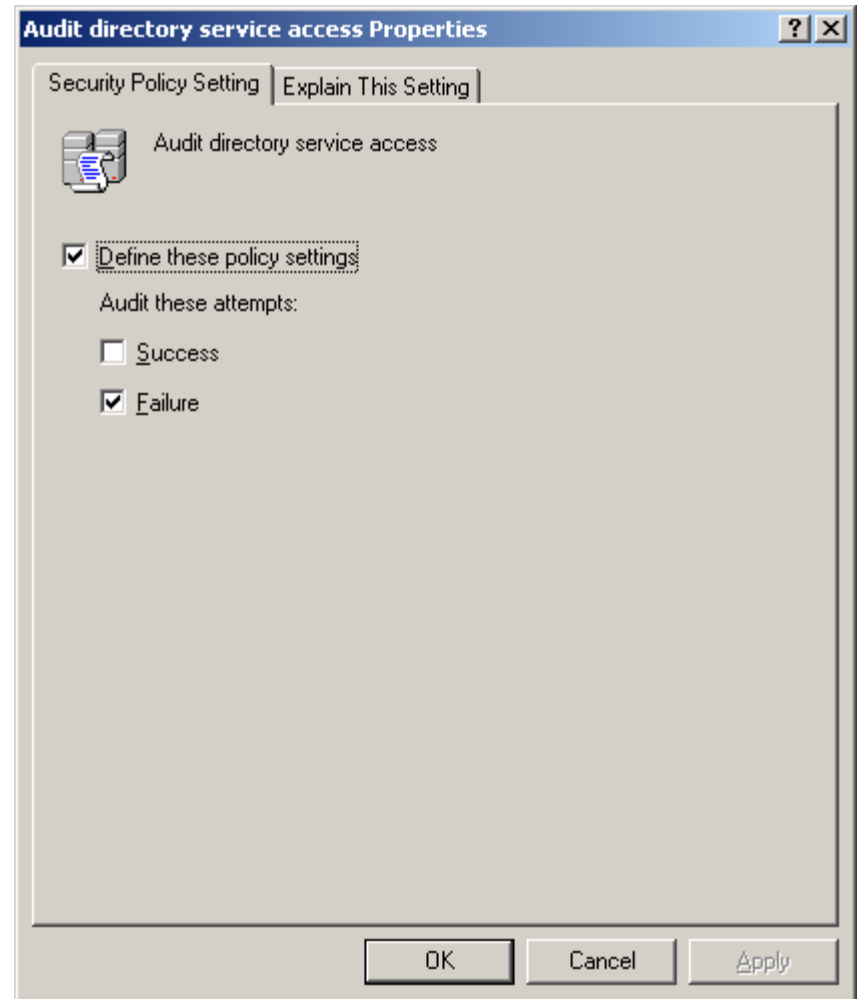 Audit directory service access Properties
Security Policy Setting
Explain This Setting
Audit directory service access
Define these policy settings
Audit these attempts:
Success
Failure
OK
Cancel
Apply